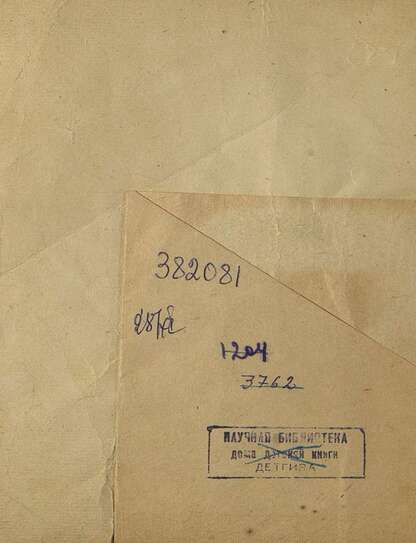 382081
1204
3762
НАУЧНАЯ БИБЛИОТЕКА
дома детской книги
ДЕТГИЗА